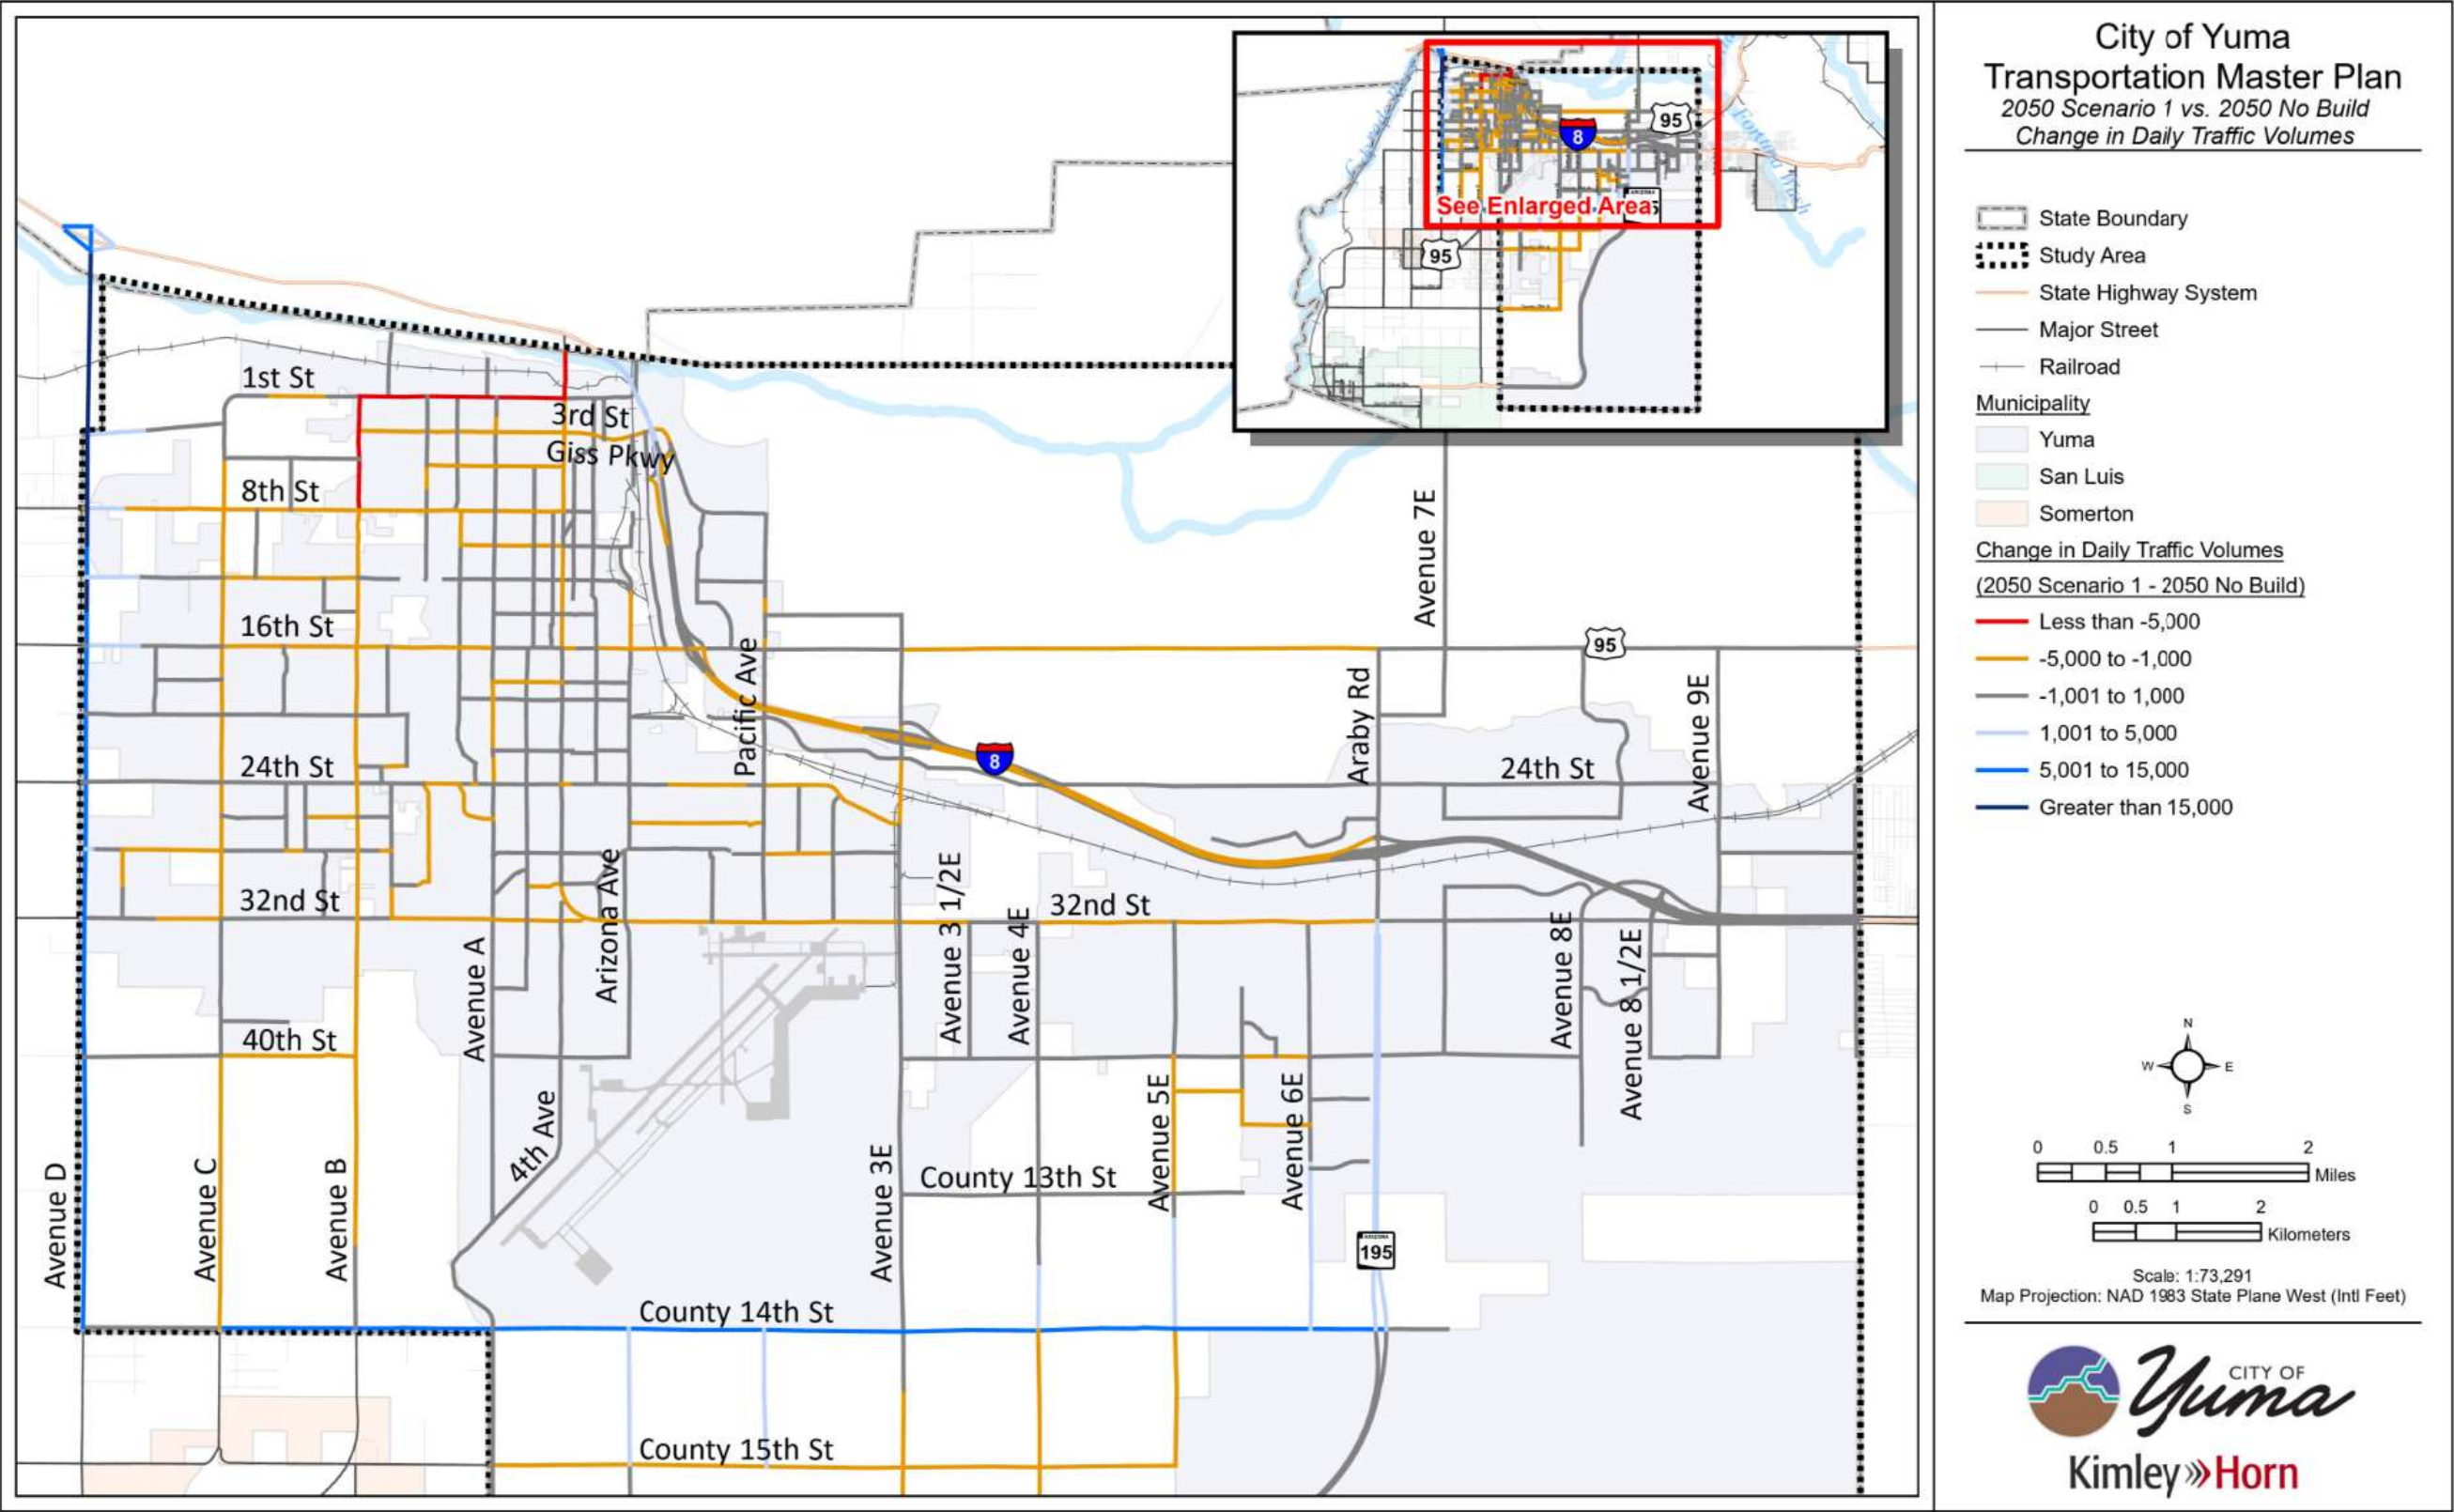 City of Yuma
Transportation Master Plan
2050 Scenario 1 vs. 2050 No Build
Change in Daily Traffic Volumes
State Boundary
Study Area
State Highway System
Major Street
Railroad
Municipality
Yuma
San Luis
Somerton
Change in Daily Traffic Volumes
(2050 Scenario 1 - 2050 No Build)
Less than -5,000
-5,000 to -1,000
-1,001 to 1,000
1,001 to 5,000
5,001 to 15,000
Greater than 15,000
N
W
E
S
0 0.5 1 2
Miles
0 0.5 1 2
Kilometers
Scale: 1:73,291
Map Projection: NAD 1983 State Plane West (Intl Feet)
CITY OF
Yuma
Kimley»Horn
95
8
ARIZONA
See Enlarged Area
95
1st St
3rd St
Giss Pkwy
8th St
16th St
24th St
32nd St
40th St
Avenue D
Avenue C
Avenue B
Avenue A
4th Ave
Arizona Ave
Pacific Ave
Avenue 3E
Avenue 3 1/2E
Avenue 4E
Avenue 5E
Avenue 6E
Araby Rd
Avenue 7E
Avenue 8E
Avenue 8 1/2E
Avenue 9E
95
8
24th St
32nd St
County 13th St
ARIZONA
195
County 14th St
County 15th St